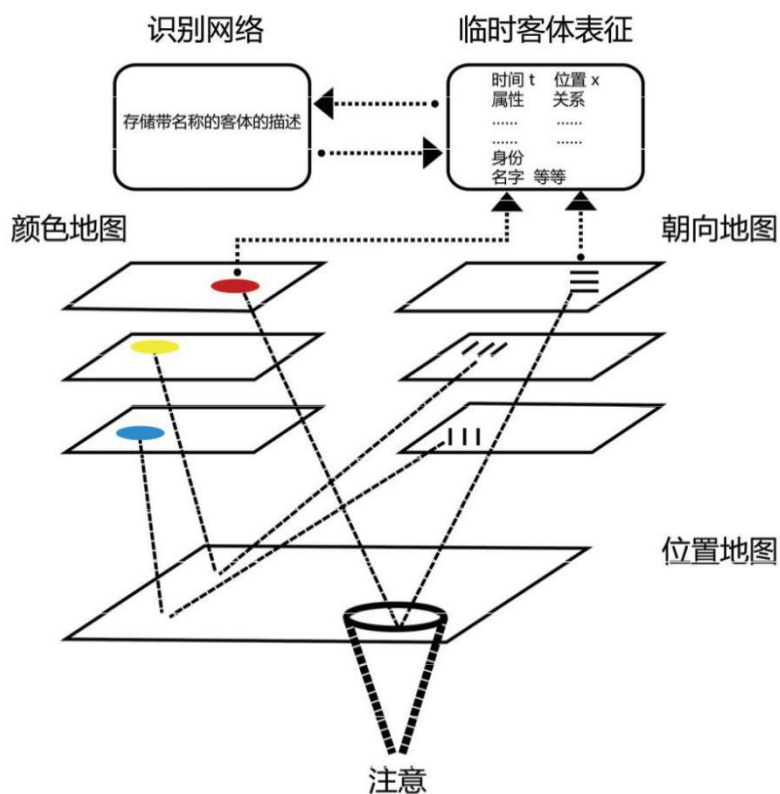 识别网络
临时客体表征
存储带名称的客体的描述
时间 t 位置 x
属性 关系
...... ......
...... ......
身份
名字 等等
颜色地图
朝向地图
位置地图
注意